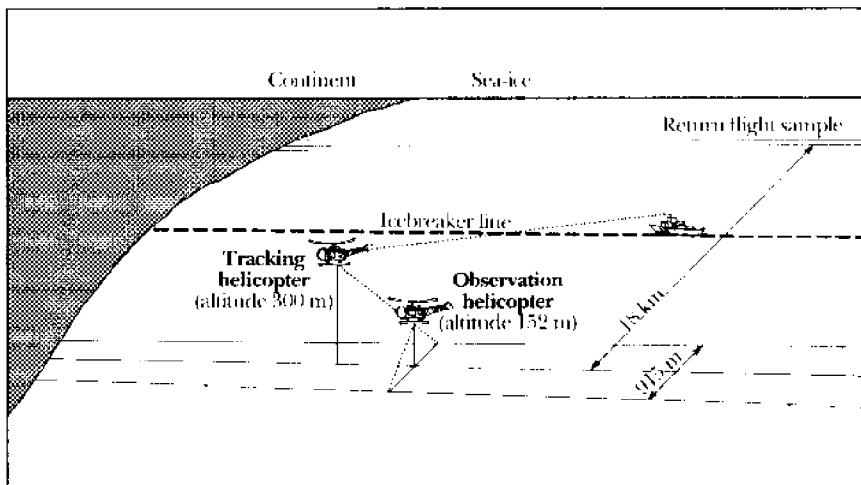 Continent
Sea-ice
Return flight sample
Icebreaker line
Tracking
helicopter
(altitude 300 m)
Observation
helicopter
(altitude 152 m)
18 km
915 m